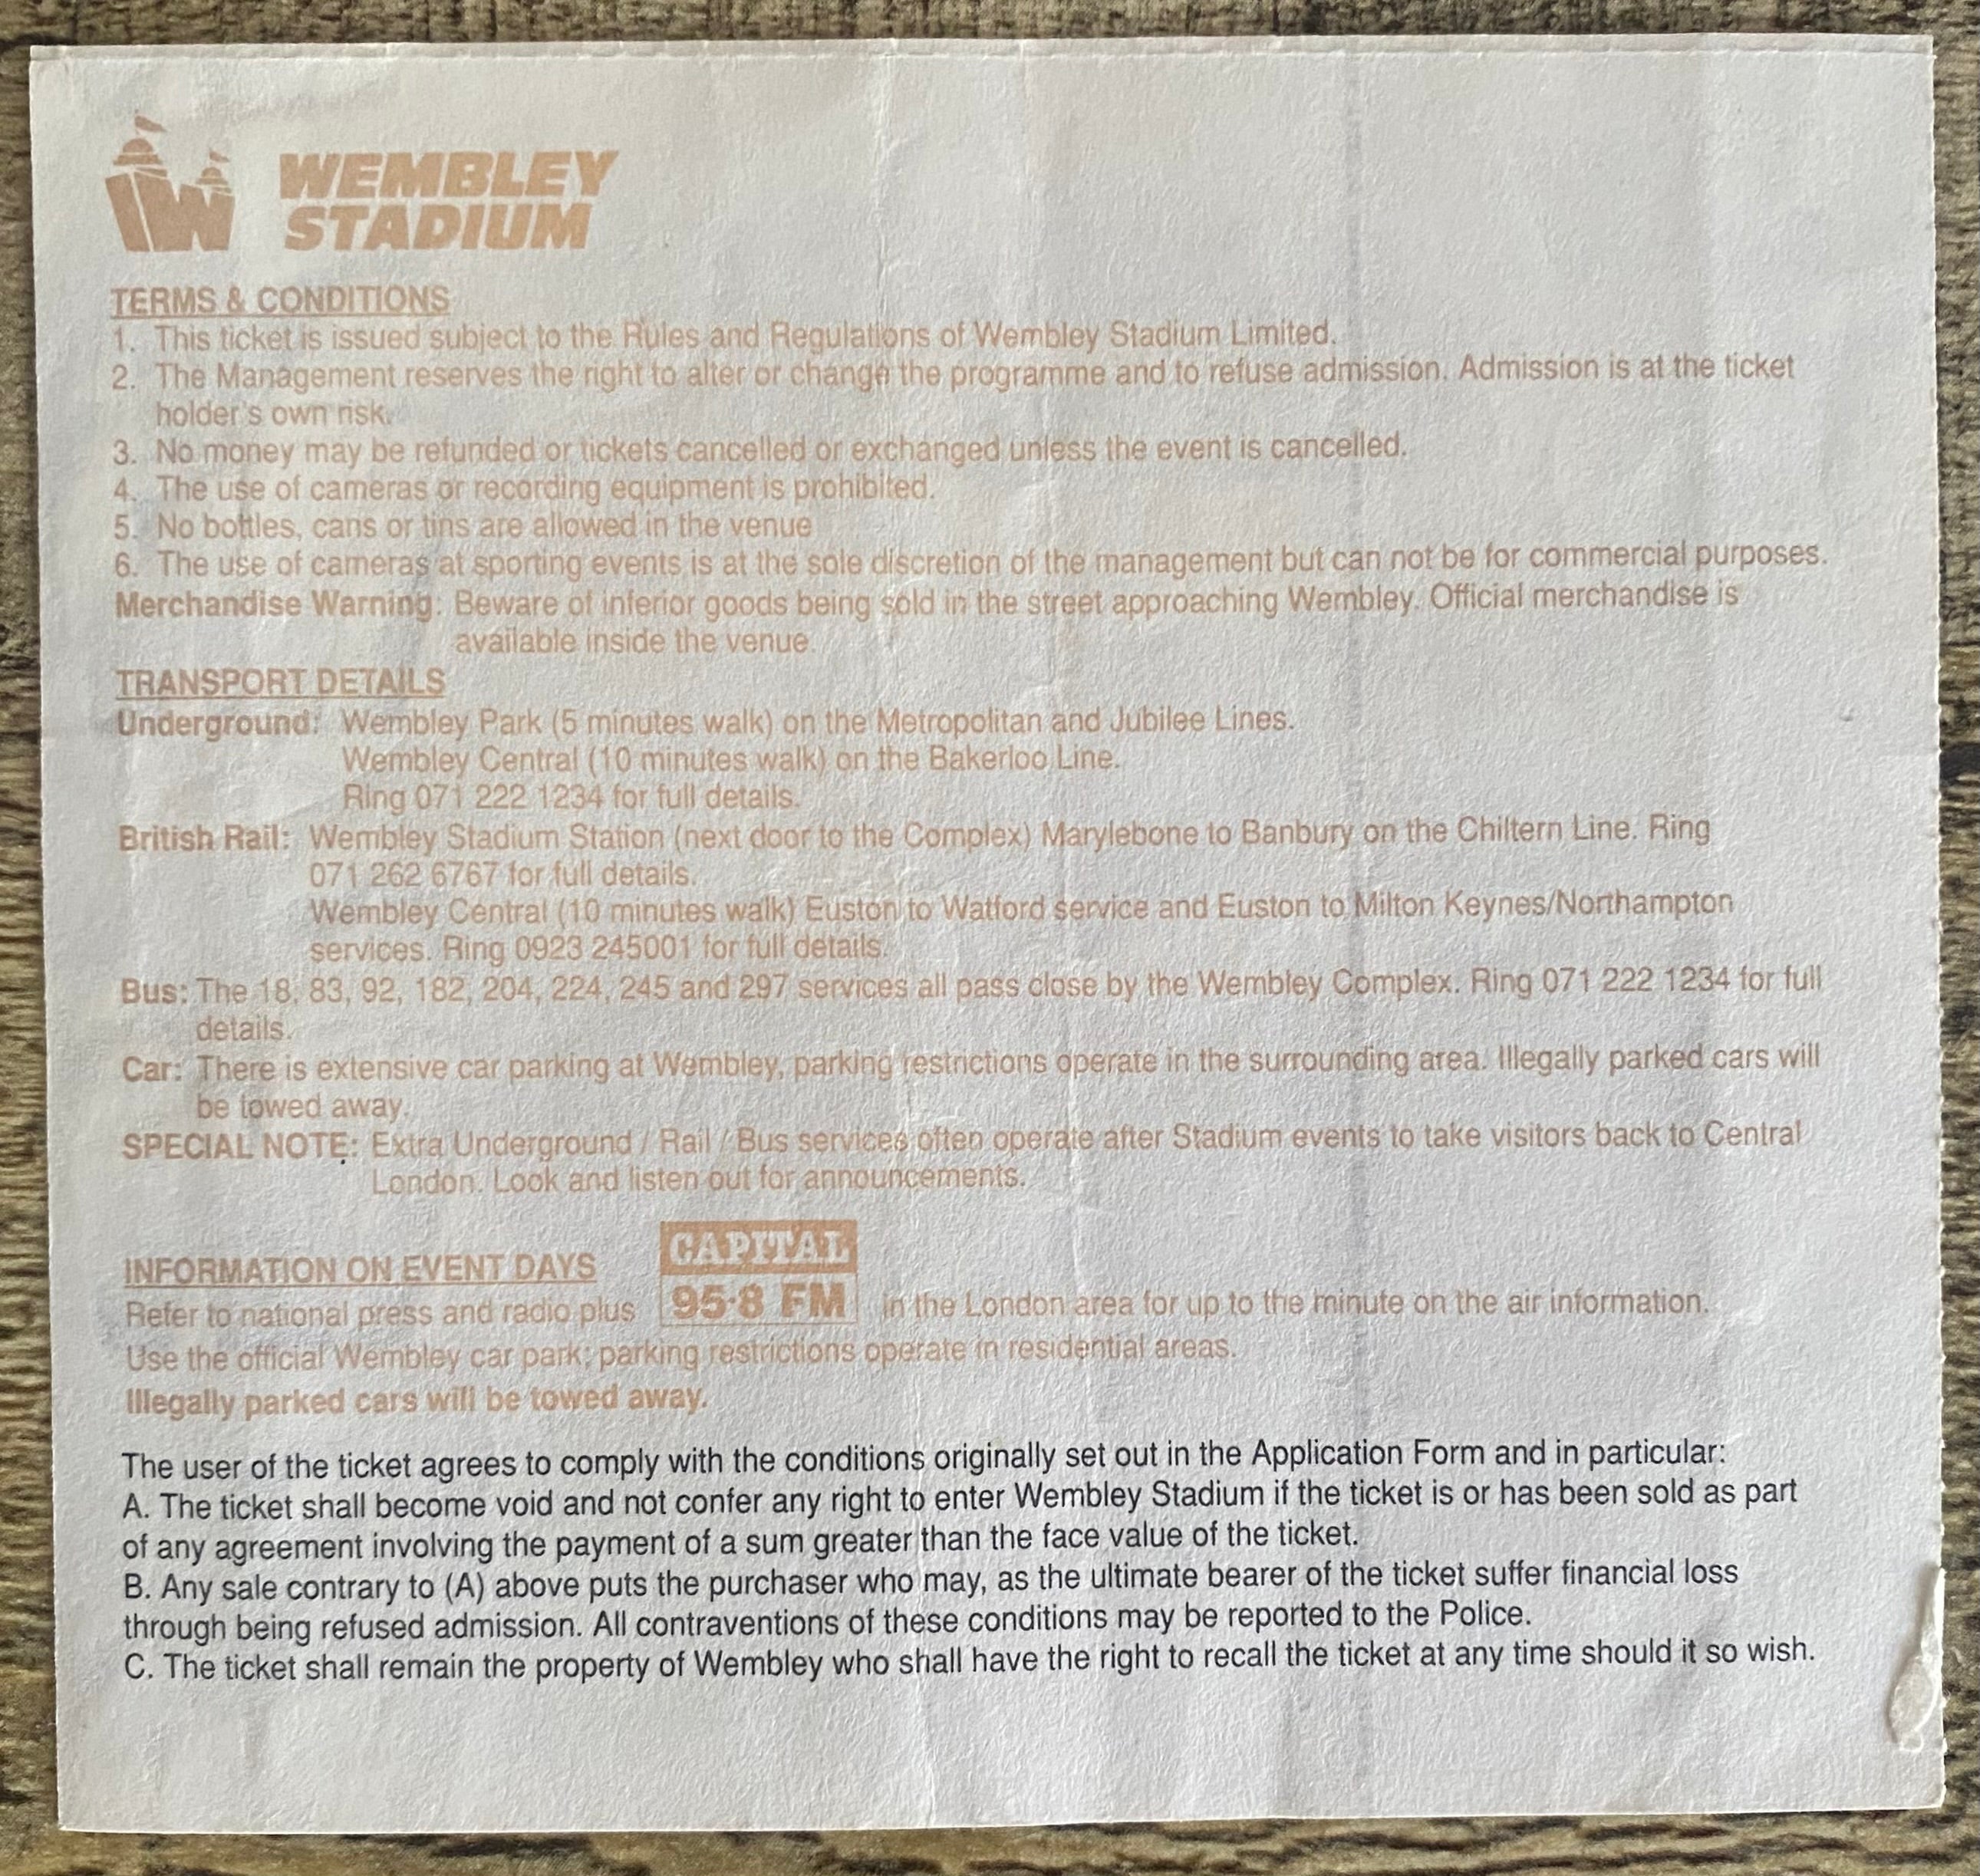 WEMBLEY
STADIUM
TERMS & CONDITIONS
1. This ticket is issued subject to the Rules and Regulations of Wembley Stadium Limited.
2. The Management reserves the right to alter or change the programme and to refuse admission. Admission is at the ticket
holder's own risk.
3. No money may be refunded or tickets cancelled or exchanged unless the event is cancelled.
4. The use of cameras or recording equipment is prohibited.
5. No bottles, cans or tins are allowed in the venue
6. The use of cameras at sporting events is at the sole discretion of the management but can not be for commercial purposes.
Merchandise Warning: Beware of inferior goods being sold in the street approaching Wembley. Official merchandise is
available inside the venue.
TRANSPORT DETAILS
Underground: Wembley Park (5 minutes walk) on the Metropolitan and Jubilee Lines.
Wembley Central (10 minutes walk) on the Bakerloo Line.
Ring 071 222 1234 for full details.
British Rail: Wembley Stadium Station (next door to the Complex) Marylebone to Banbury on the Chiltern Line. Ring
071 262 6767 for full details.
Wembley Central (10 minutes walk) Euston to Watford service and Euston to Milton Keynes/Northampton
services. Ring 0923 245001 for full details.
Bus: The 18, 83, 92, 182, 204, 224, 245 and 297 services all pass close by the Wembley Complex. Ring 071 222 1234 for full
details.
Car: There is extensive car parking at Wembley, parking restrictions operate in the surrounding area. Illegally parked cars will
be towed away.
SPECIAL NOTE: Extra Underground / Rail / Bus services often operate after Stadium events to take visitors back to Central
London. Look and listen out for announcements.
CAPITAL
INFORMATION ON EVENT DAYS
Refer to national press and radio plus 95·8 FM in the London area for up to the minute on the air information.
Use the official Wembley car park; parking restrictions operate in residential areas.
Illegally parked cars will be towed away.
The user of the ticket agrees to comply with the conditions originally set out in the Application Form and in particular:
A. The ticket shall become void and not confer any right to enter Wembley Stadium if the ticket is or has been sold as part
of any agreement involving the payment of a sum greater than the face value of the ticket.
B. Any sale contrary to (A) above puts the purchaser who may, as the ultimate bearer of the ticket suffer financial loss
through being refused admission. All contraventions of these conditions may be reported to the Police.
C. The ticket shall remain the property of Wembley who shall have the right to recall the ticket at any time should it so wish.